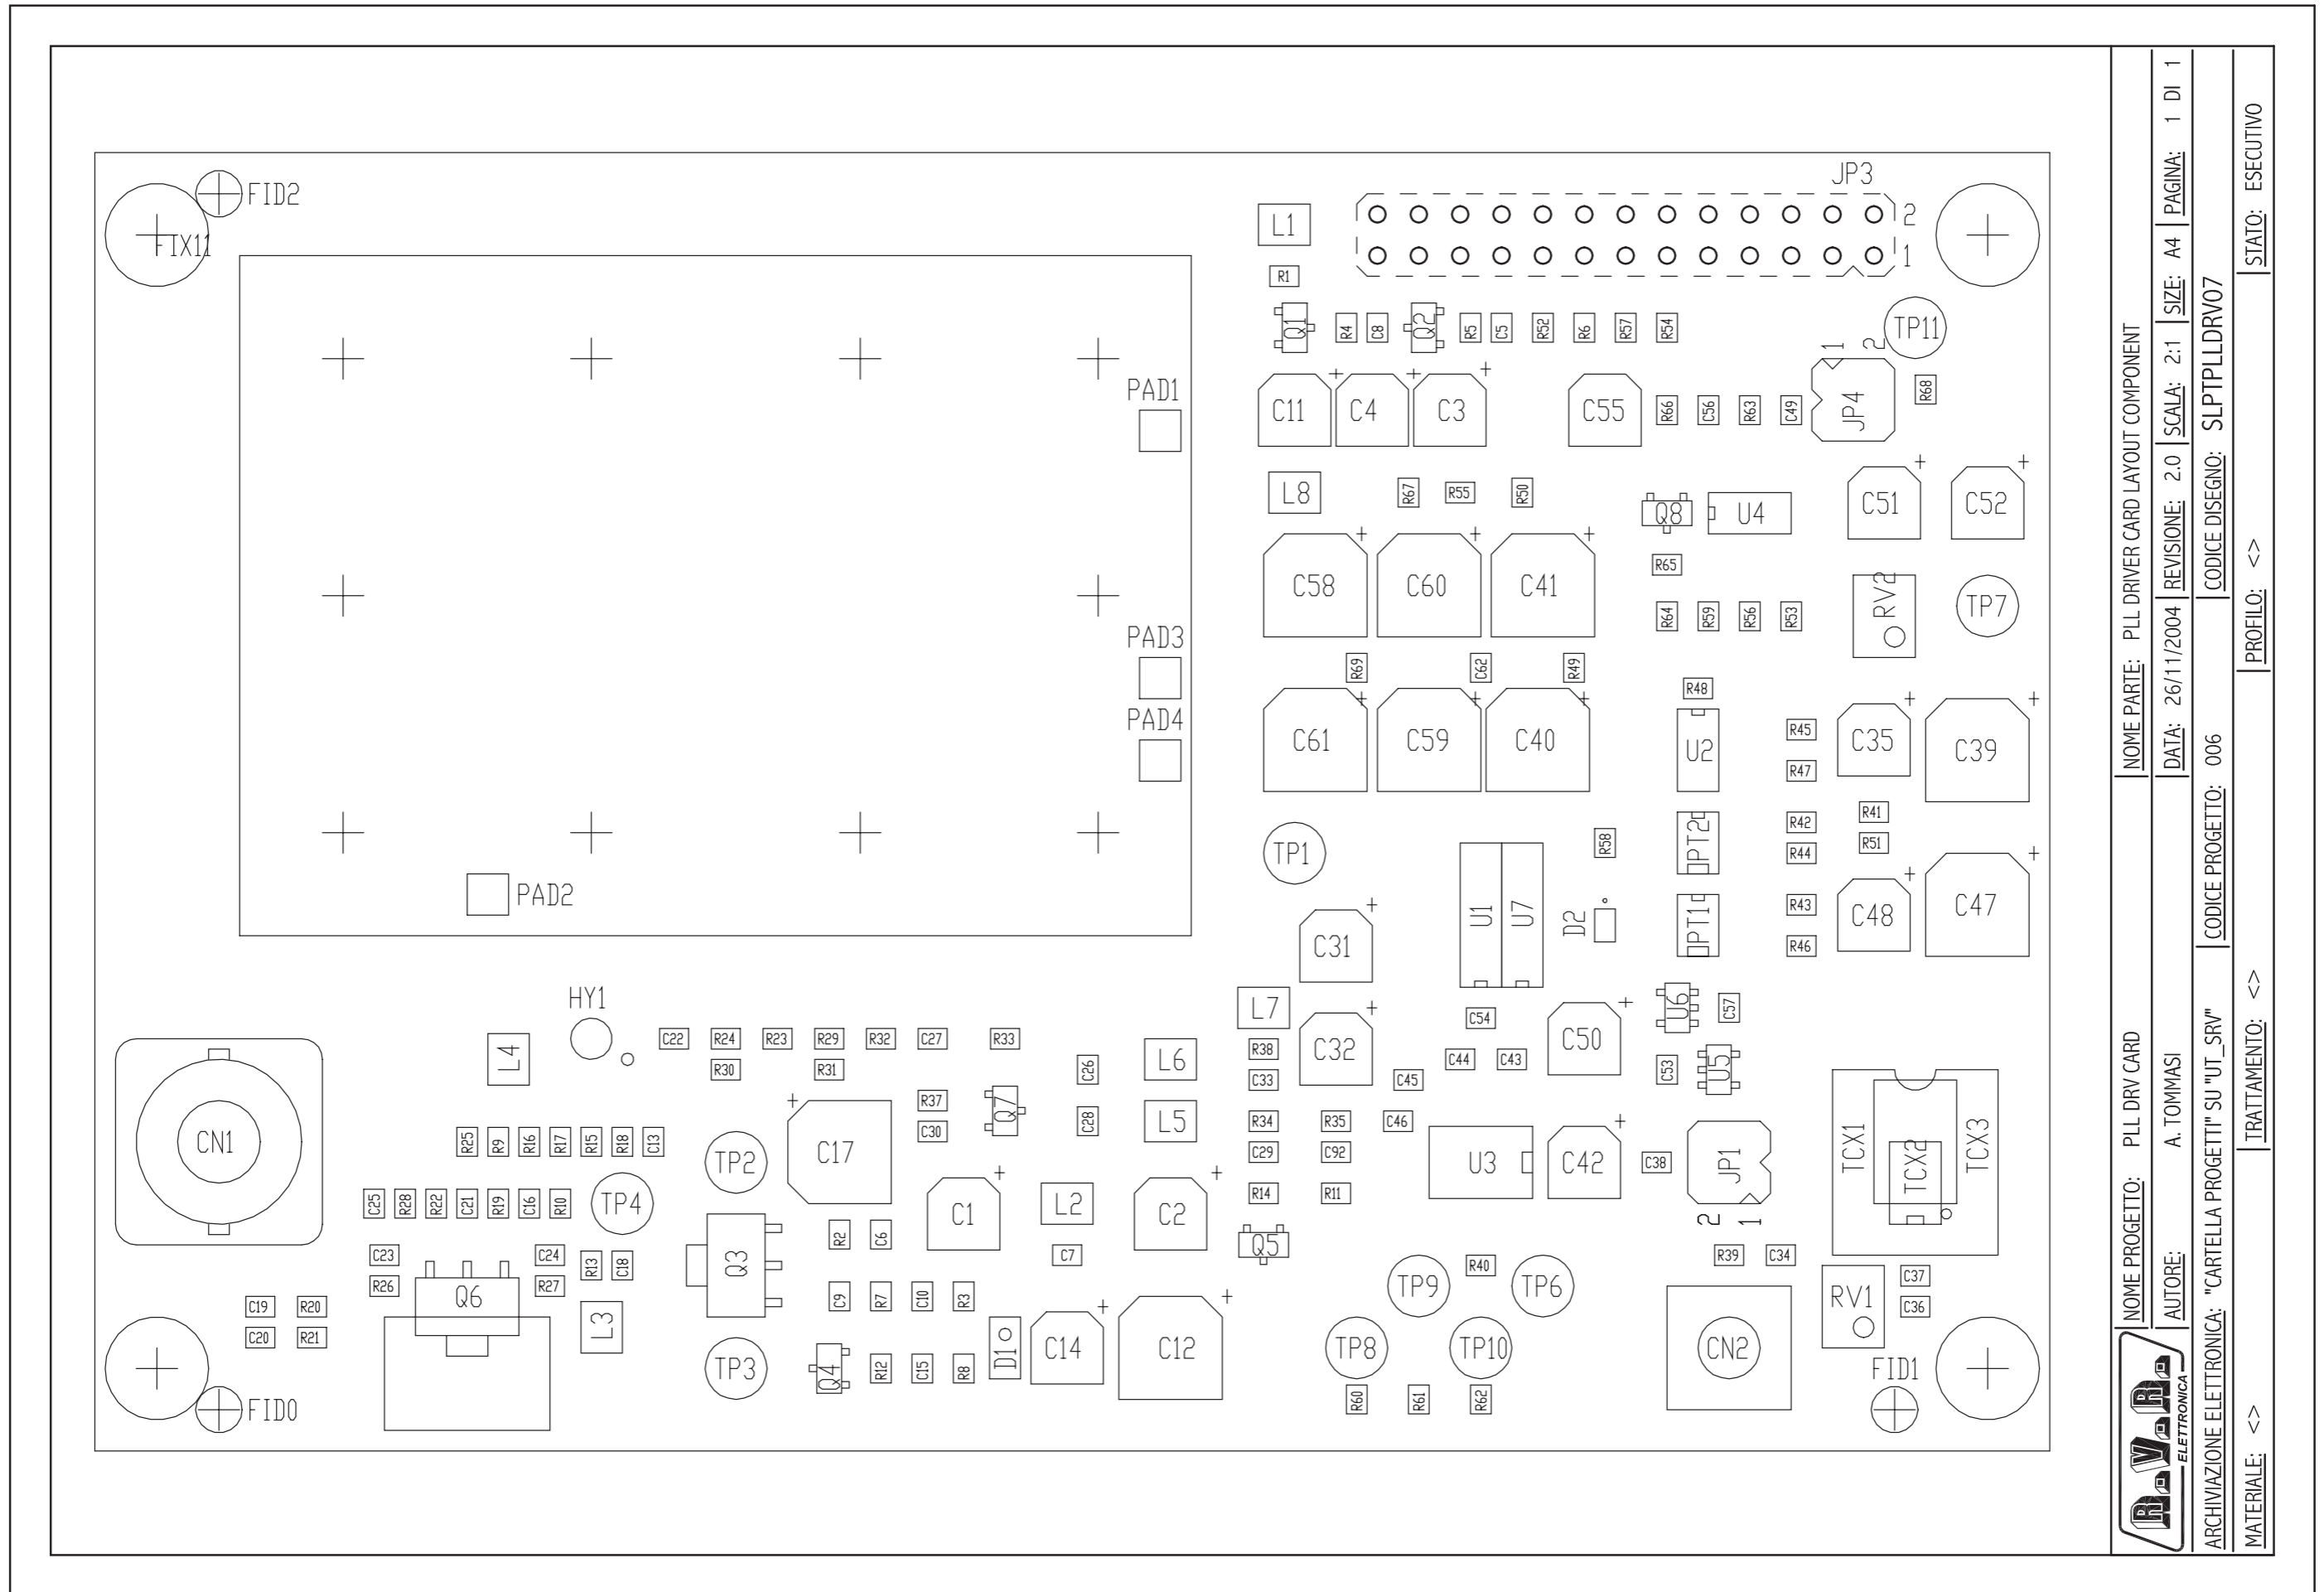 FID2
JP3
FIX11
L1
2
1
R1
TP11
Q1
R4
C8
Q2
R5
C5
R52
R6
R57
R54
1
2
PAD1
C11
C4
C3
C55
R66
C56
R63
C49
JP4
R68
L8
R67
R55
R50
Q8
U4
C51
C52
C58
C60
C41
R65
RV2
TP7
R64
R59
R56
R53
PAD3
R69
C62
R49
R48
PAD4
C61
C59
C40
U2
R45
R47
C35
C39
TP1
R58
OPT2
R42
R44
R41
R51
PAD2
C31
U1
U7
D2
OPT1
R43
R46
C48
C47
HY1
L7
C54
C50
U6
C57
L4
C22
R24
R23
R29
R32
C27
R33
R30
R31
C26
L6
R38
C33
C32
C44
C43
C45
C53
U5
CN1
R25
R9
R16
R17
R15
R18
C13
TP2
C17
R37
C30
Q7
C28
L5
R34
C29
R35
C92
C46
U3
C42
C38
JP1
2
1
TCX1
TCX2
TCX3
C25
R28
R22
C21
R19
C16
R10
TP4
C1
L2
C2
R14
R11
C23
R26
Q6
C24
R27
R13
C18
Q3
R2
C6
C7
Q5
TP9
R40
TP6
R39
C34
C19
R20
C20
R21
L3
C9
R7
C10
R3
D1
C14
C12
TP8
TP10
CN2
RV1
C37
C36
FID0
TP3
Q4
R12
C15
R8
R60
R61
R62
FID1
R.V.R.
ELETTRONICA
NOME PROGETTO: PLL DRV CARD
NOME PARTE: PLL DRIVER CARD LAYOUT COMPONENT
AUTORE: A. TOMMASI
DATA: 26/11/2004
REVISIONE: 2.0
SCALA: 2:1
SIZE: A4
PAGINA: 1 DI 1
ARCHIVIAZIONE ELETTRONICA: "CARTELLA PROGETTI" SU "UT_SRV"
CODICE PROGETTO: 006
CODICE DISEGNO: SLPTPLLDRV07
MATERIALE: <>
TRATTAMENTO: <>
PROFILO: <>
STATO: ESECUTIVO